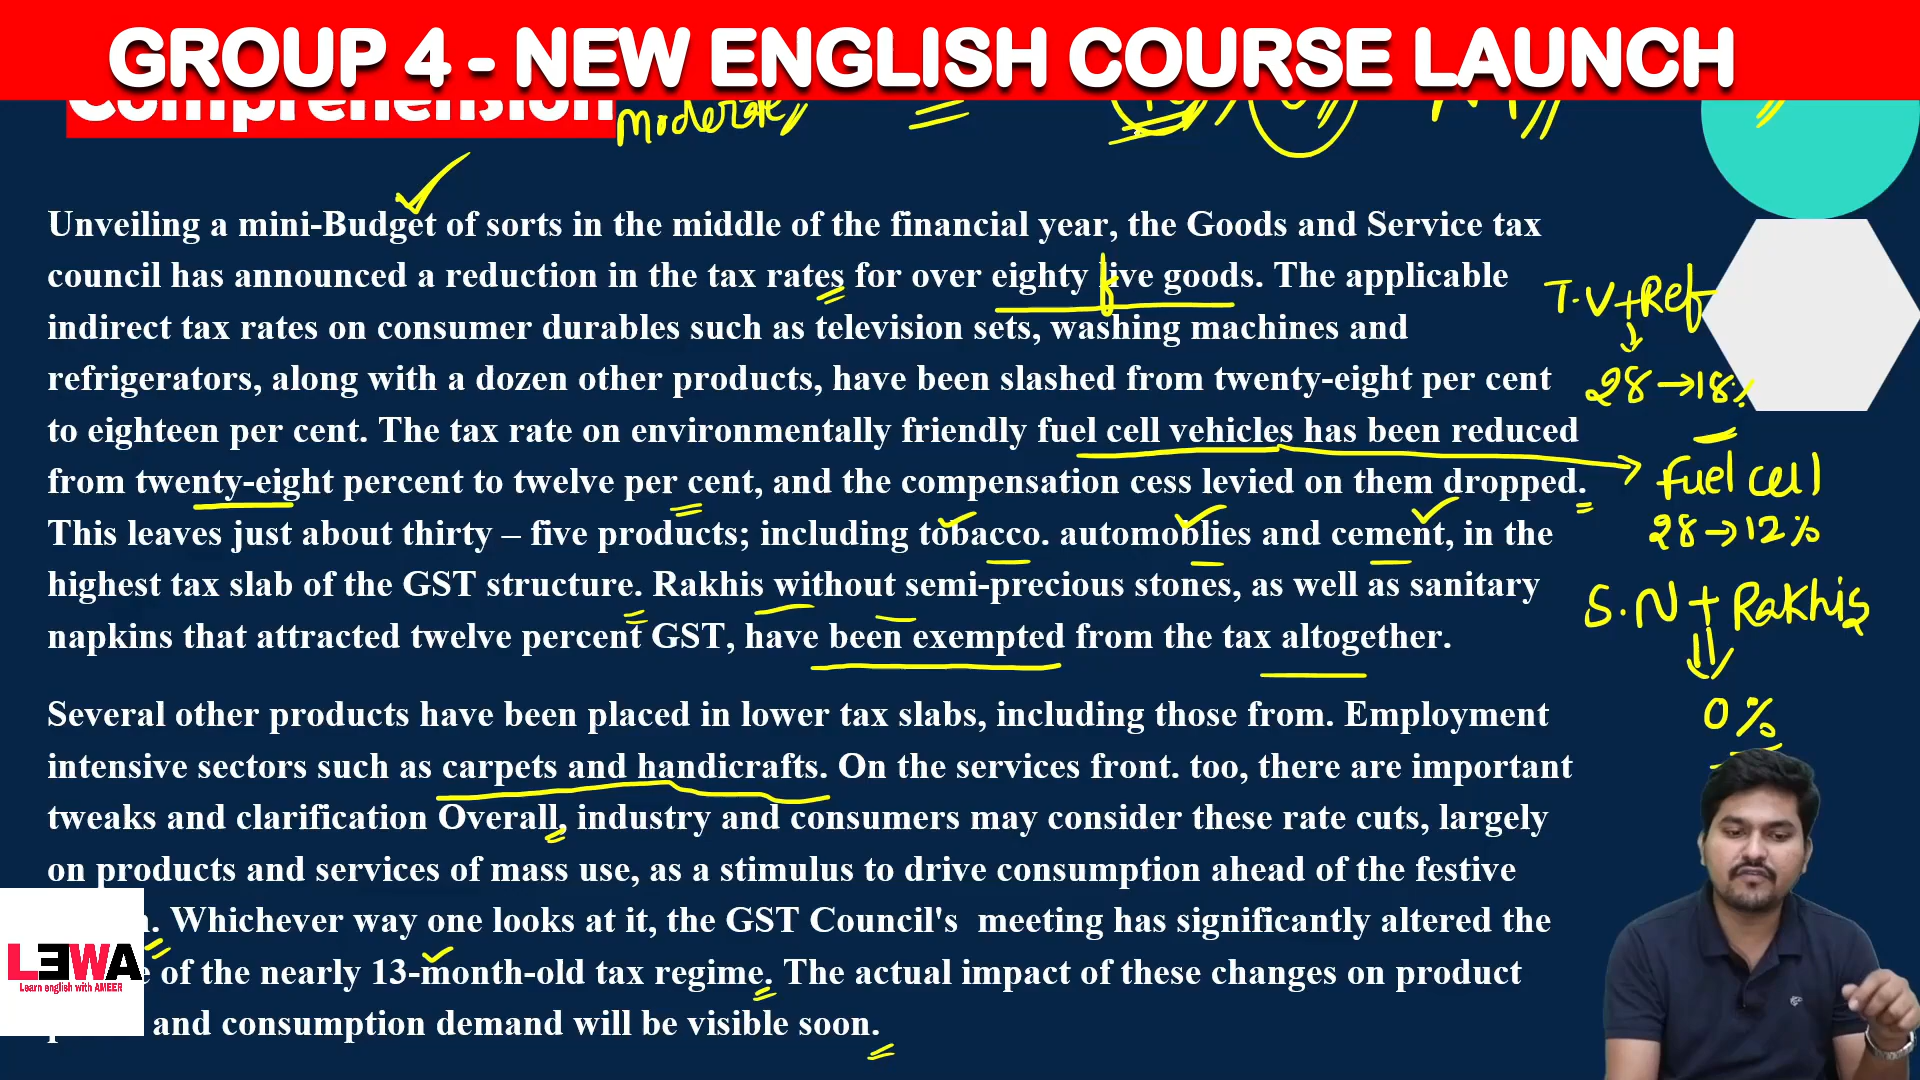 GROUP 4 - NEW ENGLISH COURSE LAUNCH
Comprehension
moderate
Unveiling a mini-Budget of sorts in the middle of the financial year, the Goods and Service tax
council has announced a reduction in the tax rates for over eighty five goods. The applicable
indirect tax rates on consumer durables such as television sets, washing machines and
refrigerators, along with a dozen other products, have been slashed from twenty-eight per cent
to eighteen per cent. The tax rate on environmentally friendly fuel cell vehicles has been reduced
from twenty-eight percent to twelve per cent, and the compensation cess levied on them dropped.
This leaves just about thirty – five products; including tobacco. automoblies and cement, in the
highest tax slab of the GST structure. Rakhis without semi-precious stones, as well as sanitary
napkins that attracted twelve percent GST, have been exempted from the tax altogether.
Several other products have been placed in lower tax slabs, including those from. Employment
intensive sectors such as carpets and handicrafts. On the services front. too, there are important
tweaks and clarification Overall, industry and consumers may consider these rate cuts, largely
on products and services of mass use, as a stimulus to drive consumption ahead of the festive
. Whichever way one looks at it, the GST Council's meeting has significantly altered the
of the nearly 13-month-old tax regime. The actual impact of these changes on product
and consumption demand will be visible soon.
T.V+Ref
28→18%
Fuel cell
28→12%
S.N + Rakhis
0%
LEWA
Learn english with AMEER